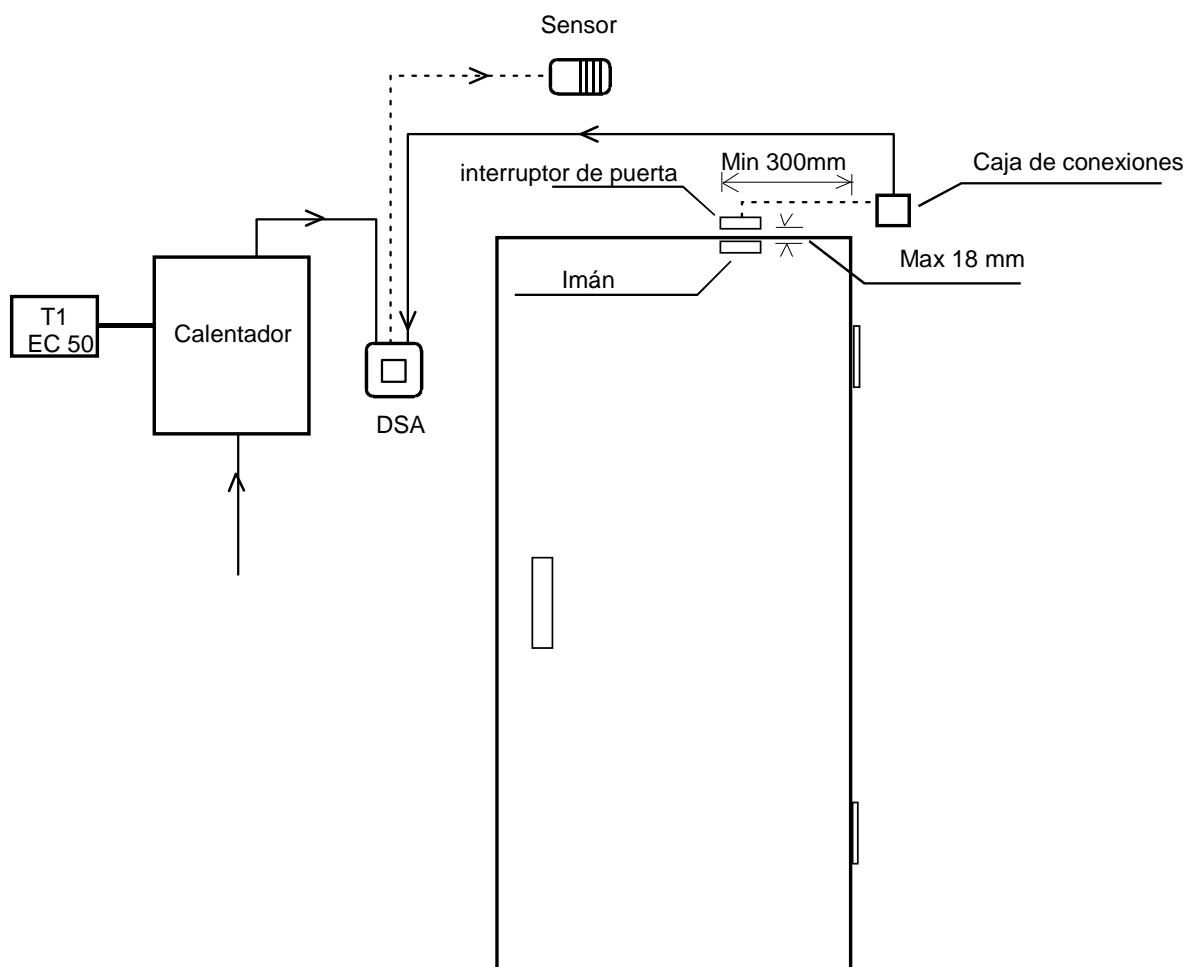 Sensor
Min 300mm
Caja de conexiones
interruptor de puerta
Max 18 mm
Imán
T1
EC 50
Calentador
DSA